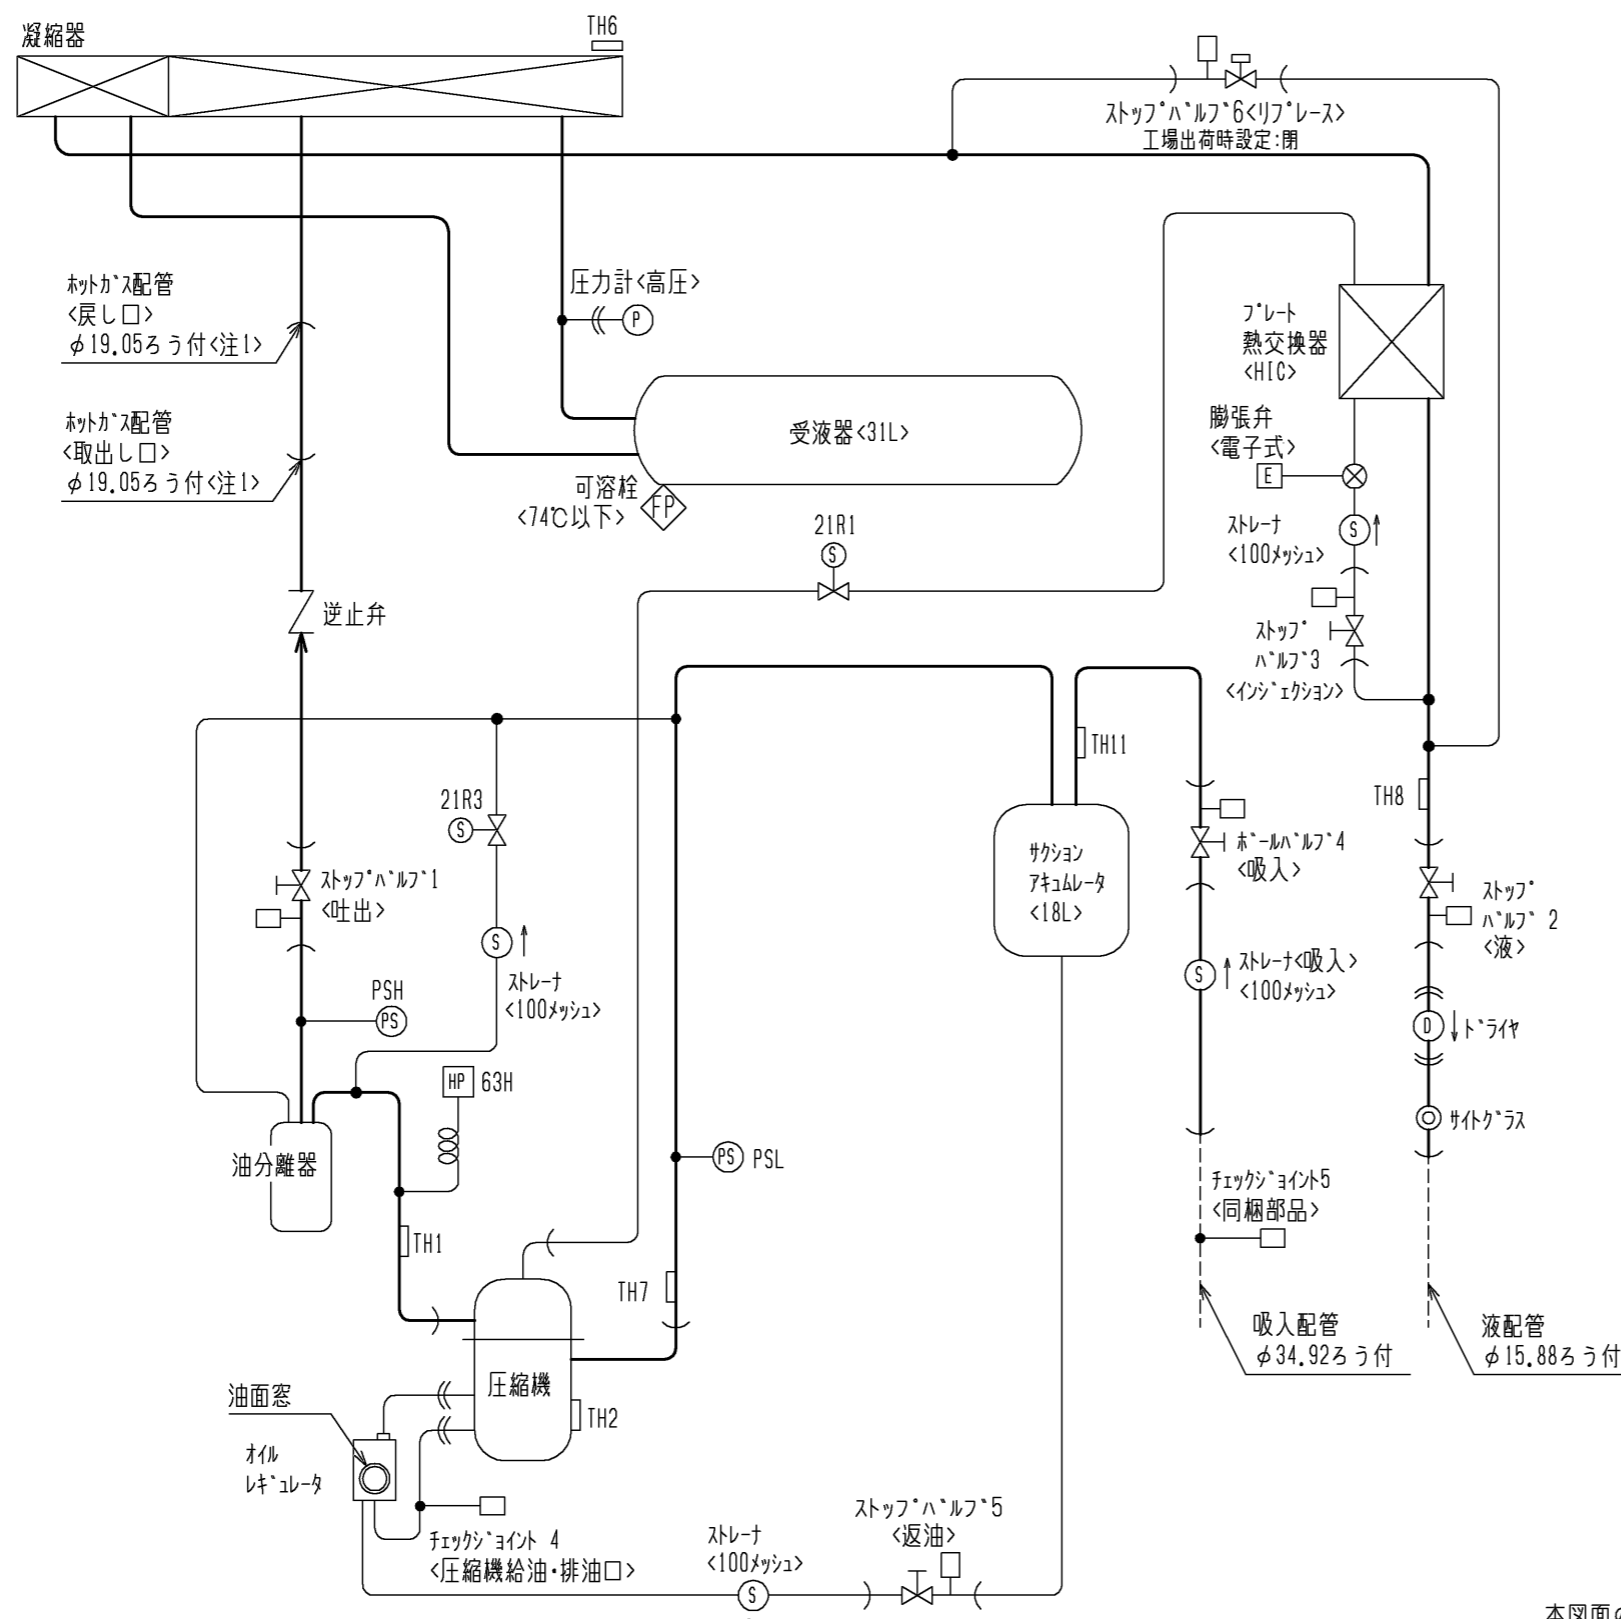 凝縮器
TH6
ストップバルブ6<リプレース>
工場出荷時設定:閉
ホットガス配管
<戻し口>
φ19.05ろう付<注1>
圧力計<高圧>
P
プレート
熱交換器
<HIC>
ホットガス配管
<取出し口>
φ19.05ろう付<注1>
受液器<31L>
膨張弁
<電子式>
E
可溶栓
<74℃以下>
FP
21R1
S
ストレーナ
<100メッシュ>
S
逆止弁
ストップ
バルブ3
<インジェクション>
TH11
21R3
S
TH8
ストップバルブ1
<吐出>
サクション
アキュムレータ
<18L>
ボールバルブ4
<吸入>
ストップ
バルブ 2
<液>
S
ストレーナ
<100メッシュ>
S
ストレーナ<吸入>
<100メッシュ>
PSH
PS
D
ドライヤ
HP
63H
サイトグラス
油分離器
PS
PSL
チェックジョイント5
<同梱部品>
TH1
TH7
吸入配管
φ34.92ろう付
液配管
φ15.88ろう付
圧縮機
TH2
油面窓
オイル
レギュレータ
チェックジョイント 4
<圧縮機給油・排油口>
ストレーナ
<100メッシュ>
S
ストップバルブ5
<返油>